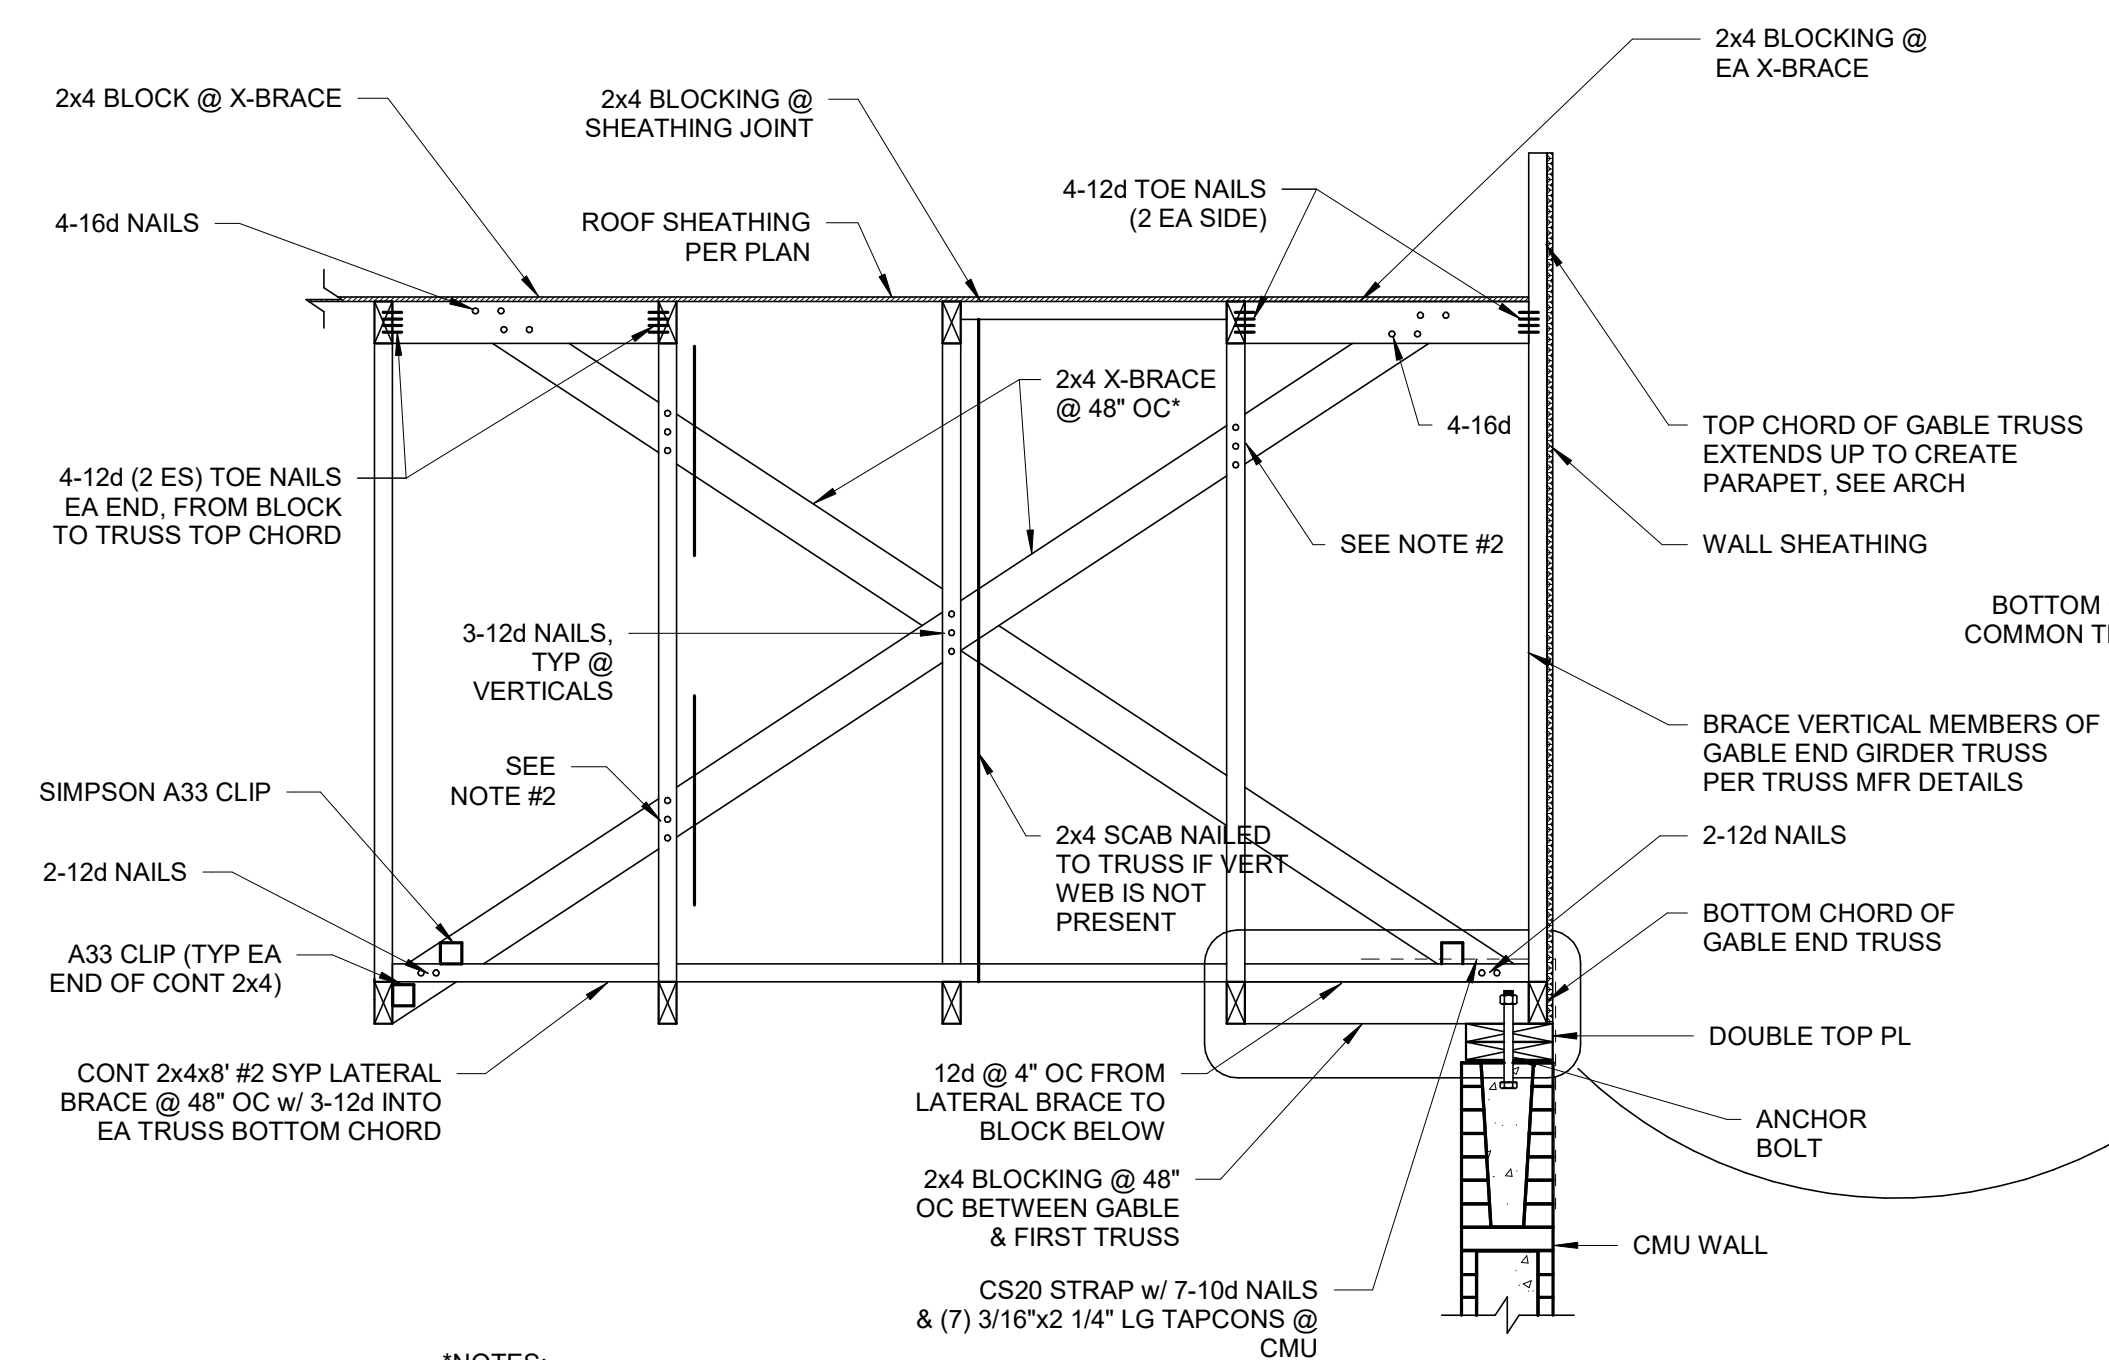 2x4 BLOCKING @
EA X-BRACE
2x4 BLOCK @ X-BRACE
2x4 BLOCKING @
SHEATHING JOINT
4-12d TOE NAILS
(2 EA SIDE)
4-16d NAILS
ROOF SHEATHING
PER PLAN
2x4 X-BRACE
@ 48" OC*
4-16d
TOP CHORD OF GABLE TRUSS
EXTENDS UP TO CREATE
PARAPET, SEE ARCH
4-12d (2 ES) TOE NAILS
EA END, FROM BLOCK
TO TRUSS TOP CHORD
SEE NOTE #2
WALL SHEATHING
BOTTOM
COMMON
3-12d NAILS,
TYP @
VERTICALS
BRACE VERTICAL MEMBERS OF
GABLE END GIRDER TRUSS
PER TRUSS MFR DETAILS
SEE
NOTE #2
SIMPSON A33 CLIP
2x4 SCAB NAILED
TO TRUSS IF VERT
WEB IS NOT
PRESENT
2-12d NAILS
2-12d NAILS
BOTTOM CHORD OF
GABLE END TRUSS
A33 CLIP (TYP EA
END OF CONT 2x4)
DOUBLE TOP PL
CONT 2x4x8' #2 SYP LATERAL
BRACE @ 48" OC w/ 3-12d INTO
EA TRUSS BOTTOM CHORD
12d @ 4" OC FROM
LATERAL BRACE TO
BLOCK BELOW
ANCHOR
BOLT
2x4 BLOCKING @ 48"
OC BETWEEN GABLE
& FIRST TRUSS
CMU WALL
CS20 STRAP w/ 7-10d NAILS
& (7) 3/16"x2 1/4" LG TAPCONS @
CMU
*NOTES: